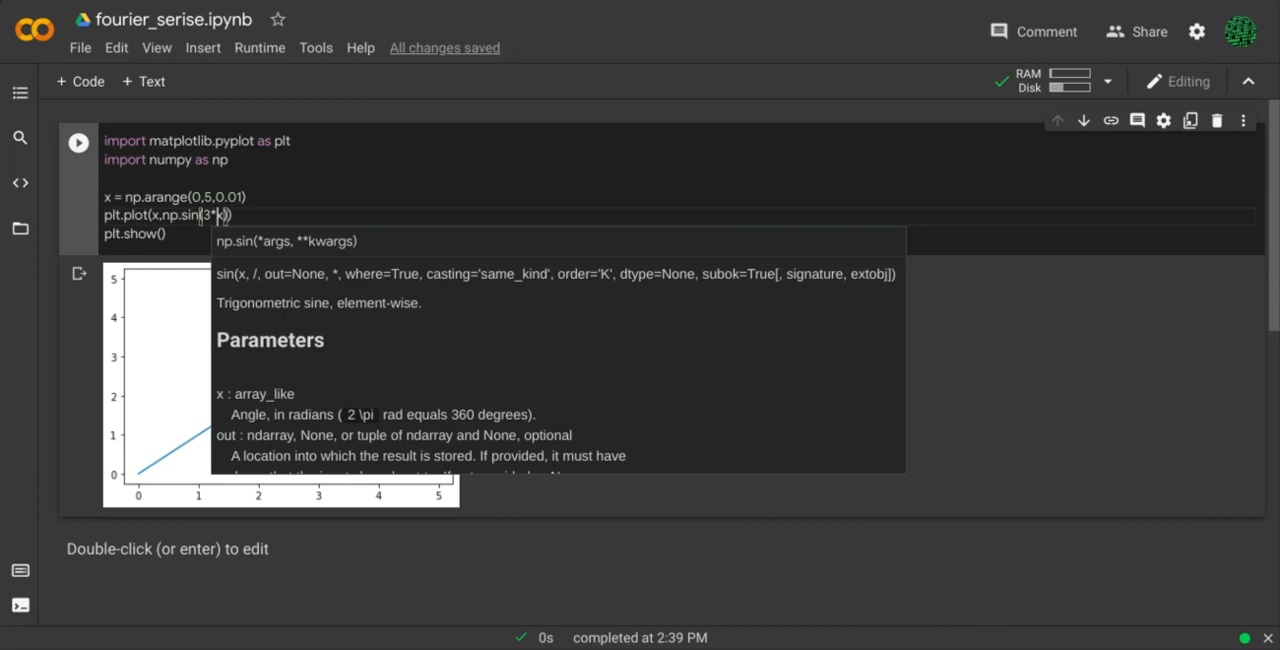 fourier_serise.ipynb
File Edit View Insert Runtime Tools Help All changes saved
Comment Share
+ Code + Text
RAM
Disk
Editing
import matplotlib.pyplot as plt
import numpy as np
x = np.arange(0,5,0.01)
plt.plot(x,np.sin(3*x))
plt.show()
np.sin(*args, **kwargs)
sin(x, /, out=None, *, where=True, casting='same_kind', order='K', dtype=None, subok=True[, signature, extobj])
Trigonometric sine, element-wise.
Parameters
x : array_like
Angle, in radians ( 2 \pi rad equals 360 degrees).
out : ndarray, None, or tuple of ndarray and None, optional
A location into which the result is stored. If provided, it must have
5
4
3
2
1
0
0 1 2 3 4 5
Double-click (or enter) to edit
0s completed at 2:39 PM